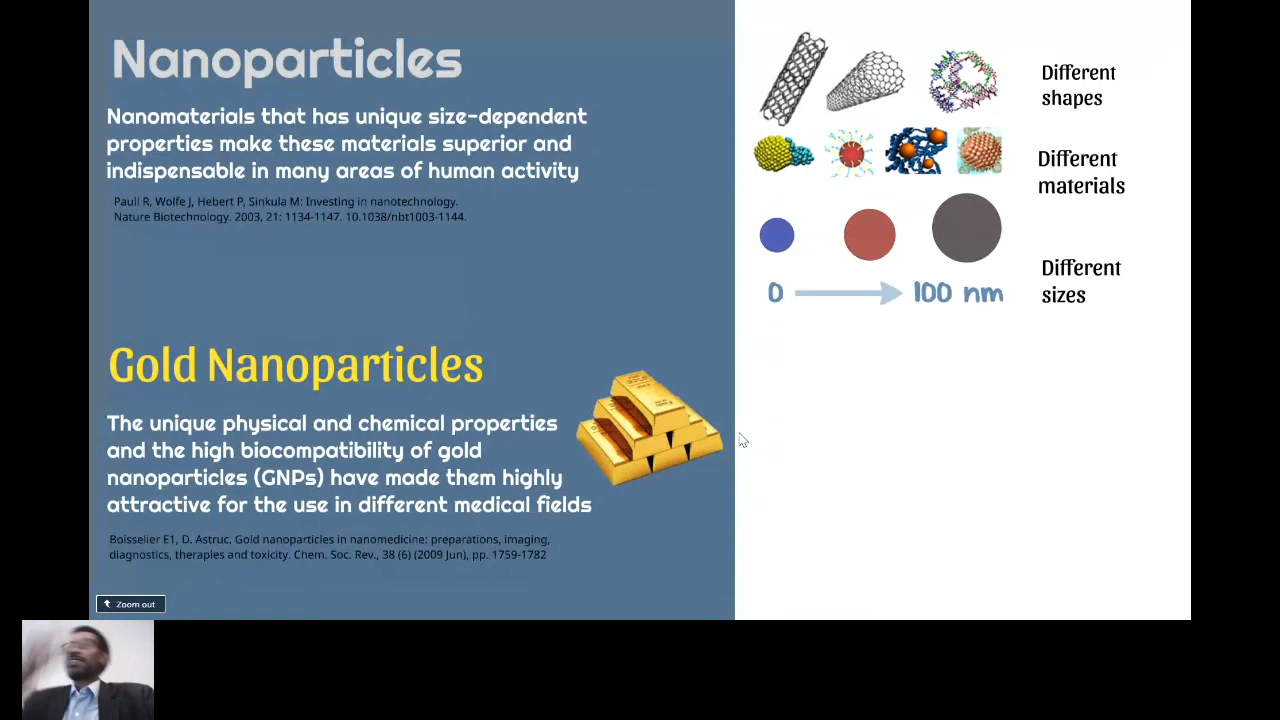 Nanoparticles
Nanomaterials that has unique size-dependent
properties make these materials superior and
indispensable in many areas of human activity
Paull R, Wolfe J, Hebert P, Sinkula M: Investing in nanotechnology.
Nature Biotechnology. 2003, 21: 1134-1147. 10.1038/nbt1003-1144.
Gold Nanoparticles
The unique physical and chemical properties
and the high biocompatibility of gold
nanoparticles (GNPs) have made them highly
attractive for the use in different medical fields
Boisselier E1, D. Astruc. Gold nanoparticles in nanomedicine: preparations, imaging,
diagnostics, therapies and toxicity. Chem. Soc. Rev., 38 (6) (2009 Jun), pp. 1759-1782
Zoom out
Different
shapes
Different
materials
Different
sizes
0 100 nm